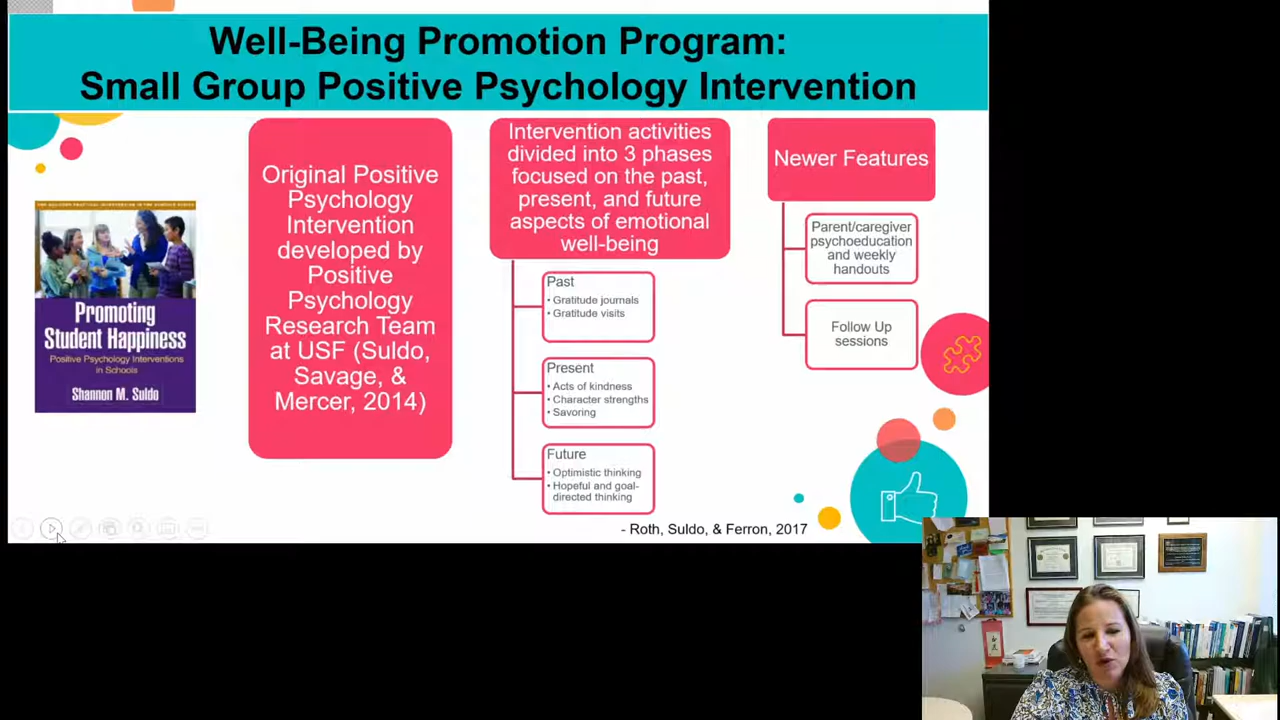 Well-Being Promotion Program:
Small Group Positive Psychology Intervention
Promoting
Student Happiness
Positive Psychology Interventions
in Schools
Shannon M. Suldo
Original Positive
Psychology
Intervention
developed by
Positive
Psychology
Research Team
at USF (Suldo,
Savage, &
Mercer, 2014)
Intervention activities
divided into 3 phases
focused on the past,
present, and future
aspects of emotional
well-being
Past
• Gratitude journals
• Gratitude visits
Present
• Acts of kindness
• Character strengths
• Savoring
Future
• Optimistic thinking
• Hopeful and goal-
directed thinking
Newer Features
Parent/caregiver
psychoeducation
and weekly
handouts
Follow Up
sessions
- Roth, Suldo, & Ferron, 2017